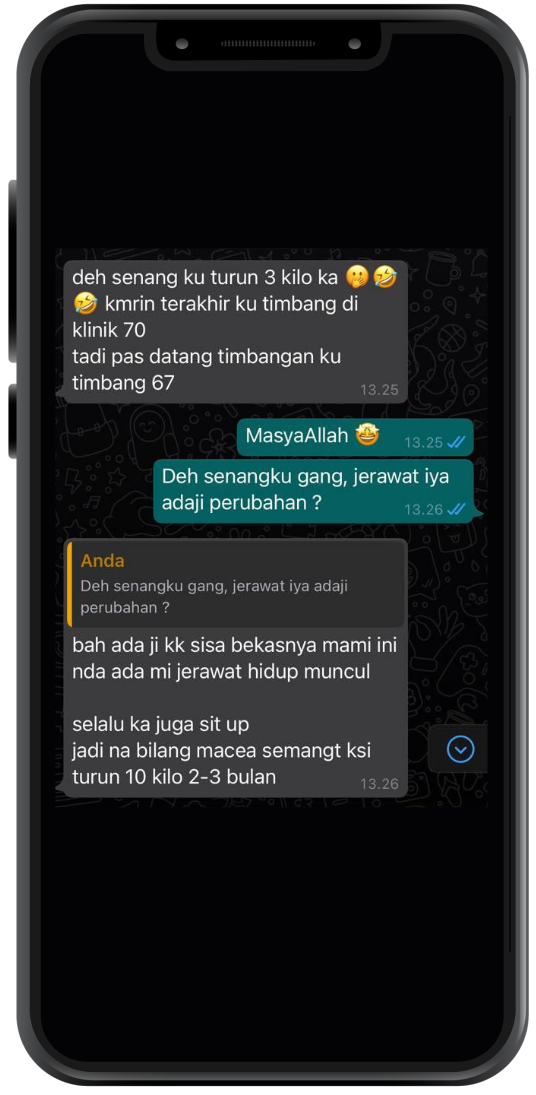 deh senang ku turun 3 kilo ka 🤭🤣
🤣 kmrin terakhir ku timbang di
klinik 70
tadi pas datang timbangan ku
timbang 67
13.25
MasyaAllah 🤩
13.25
Deh senangku gang, jerawat iya
adaji perubahan ?
13.26
Anda
Deh senangku gang, jerawat iya adaji
perubahan ?
bah ada ji kk sisa bekasnya mami ini
nda ada mi jerawat hidup muncul
selalu ka juga sit up
jadi na bilang macea semangt ksi
turun 10 kilo 2-3 bulan
13.26